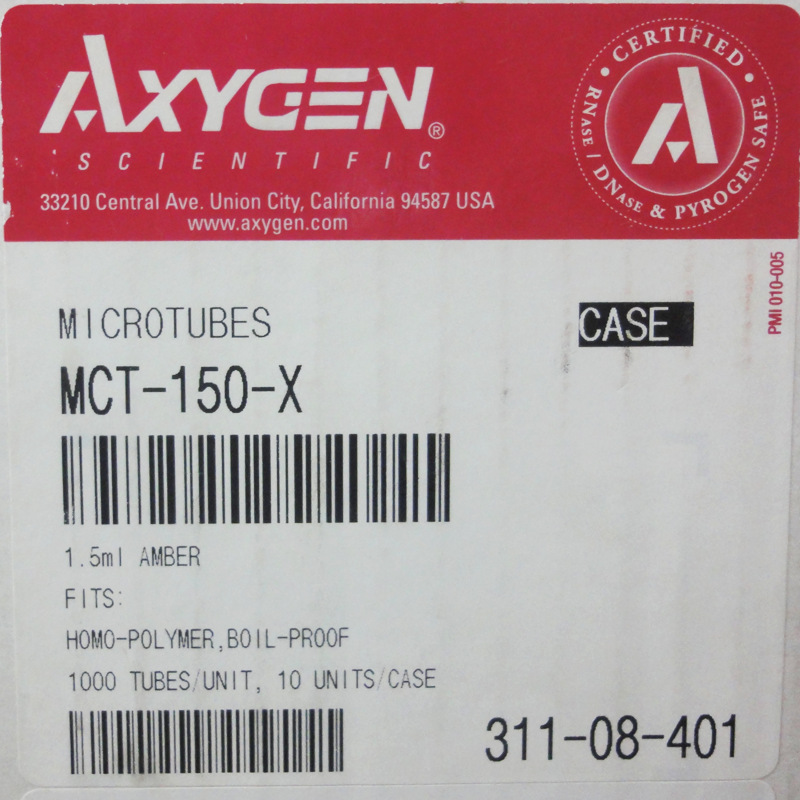 AXYGEN®
SCIENTIFIC
33210 Central Ave. Union City, California 94587 USA
www.axygen.com
• CERTIFIED •
RNASE / DNASE & PYROGEN SAFE
A
PMI 010-005
MICROTUBES
CASE
MCT-150-X
1.5ml AMBER
FITS:
HOMO-POLYMER,BOIL-PROOF
1000 TUBES/UNIT, 10 UNITS/CASE
311-08-401